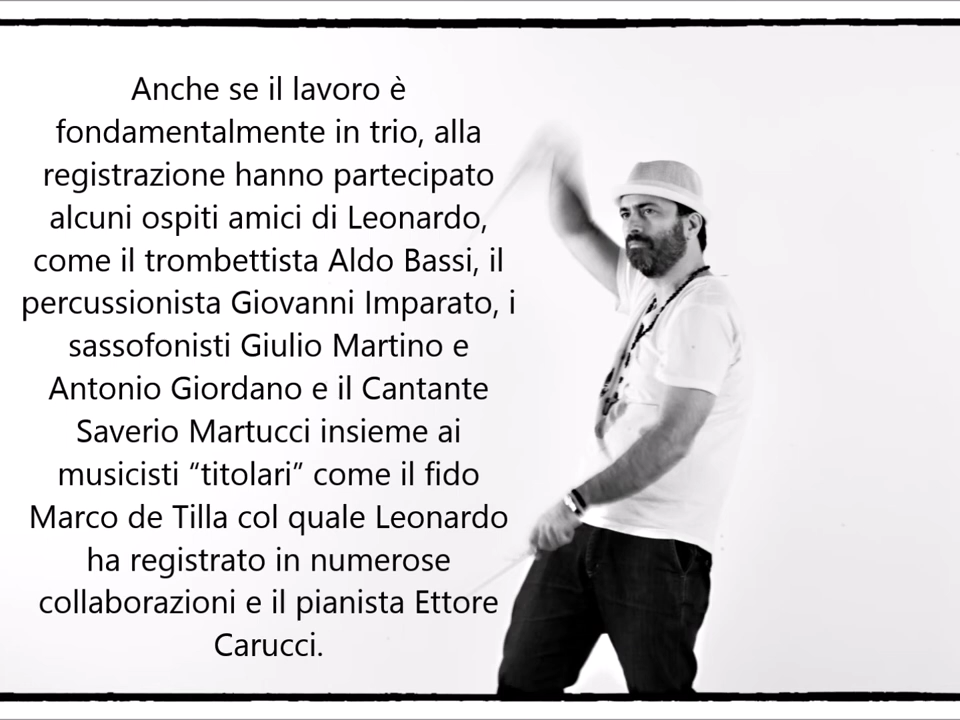 Anche se il lavoro è
fondamentalmente in trio, alla
registrazione hanno partecipato
alcuni ospiti amici di Leonardo,
come il trombettista Aldo Bassi, il
percussionista Giovanni Imparato, i
sassofonisti Giulio Martino e
Antonio Giordano e il Cantante
Saverio Martucci insieme ai
musicisti “titolari” come il fido
Marco de Tilla col quale Leonardo
ha registrato in numerose
collaborazioni e il pianista Ettore
Carucci.